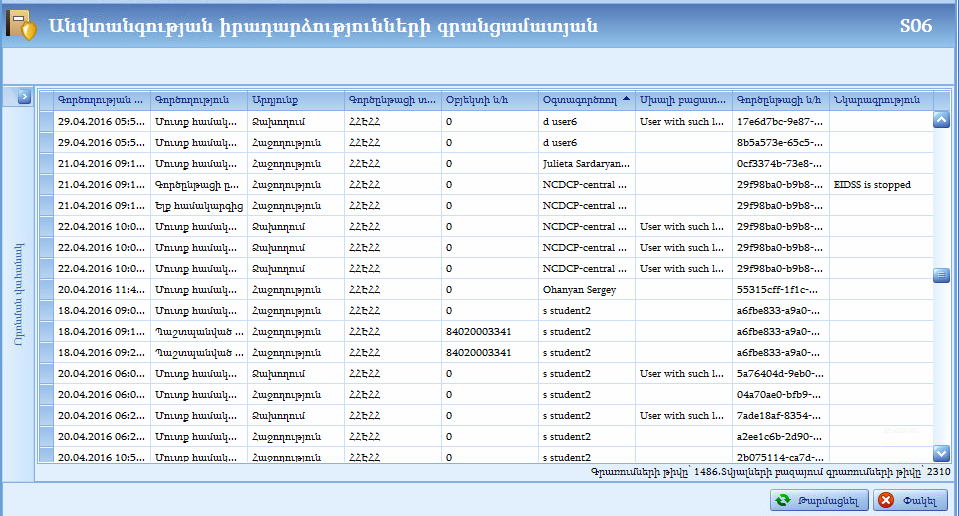 Անվտանգության իրադարձությունների գրանցամատյան S06
Որոնման վահանակ
Գործողության ... Գործողություն Արդյունք Գործընթացի տ... Օբյեկտի ն/հ Օգտագործող Սխալի բացատ... Գործընթացի ն/հ Նկարագրություն
29.04.2016 05:5... Մուտք համակ... Ձախողում ՀՀԷՀՀ 0 d user6 User with such l... 17e6d7bc-9e87-...
29.04.2016 05:5... Մուտք համակ... Հաջողություն ՀՀԷՀՀ 0 d user6 8b5a573e-65c5-...
21.04.2016 09:1... Մուտք համակ... Հաջողություն ՀՀԷՀՀ 0 Julieta Sardaryan... 0cf3374b-73e8-...
21.04.2016 09:1... Գործընթացի ը... Հաջողություն ՀՀԷՀՀ 0 NCDCP-central ... 29f98ba0-b9b8-... EIDSS is stopped
21.04.2016 09:1... Ելք համակարգից Հաջողություն ՀՀԷՀՀ 0 NCDCP-central ... 29f98ba0-b9b8-...
22.04.2016 10:0... Մուտք համակ... Ձախողում ՀՀԷՀՀ 0 NCDCP-central ... User with such l... 29f98ba0-b9b8-...
22.04.2016 10:0... Մուտք համակ... Ձախողում ՀՀԷՀՀ 0 NCDCP-central ... User with such l... 29f98ba0-b9b8-...
22.04.2016 10:0... Մուտք համակ... Ձախողում ՀՀԷՀՀ 0 NCDCP-central ... User with such l... 29f98ba0-b9b8-...
20.04.2016 11:4... Մուտք համակ... Հաջողություն ՀՀԷՀՀ 0 Ohanyan Sergey 55315cff-1f1c-...
18.04.2016 09:0... Մուտք համակ... Հաջողություն ՀՀԷՀՀ 0 s student2 a6fbe833-a9a0-...
18.04.2016 09:1... Պաշտպանված ... Հաջողություն ՀՀԷՀՀ 84020003341 s student2 a6fbe833-a9a0-...
18.04.2016 09:2... Պաշտպանված ... Հաջողություն ՀՀԷՀՀ 84020003341 s student2 a6fbe833-a9a0-...
20.04.2016 06:0... Մուտք համակ... Ձախողում ՀՀԷՀՀ 0 s student2 User with such l... 5a76404d-9eb0-...
20.04.2016 06:0... Մուտք համակ... Հաջողություն ՀՀԷՀՀ 0 s student2 04a70ae0-bfb9-...
20.04.2016 06:2... Մուտք համակ... Ձախողում ՀՀԷՀՀ 0 s student2 User with such l... 7ade18af-8354-...
20.04.2016 06:2... Մուտք համակ... Հաջողություն ՀՀԷՀՀ 0 s student2 a2ee1c6b-2d90-...
20.04.2016 10:5... Մուտք համակ... Հաջողություն ՀՀԷՀՀ 0 s student2 2b075114-ca7d-...
Գրառումների թիվը՝ 1486.Տվյալների բազայում գրառումների թիվը՝ 2310
Թարմացնել Փակել